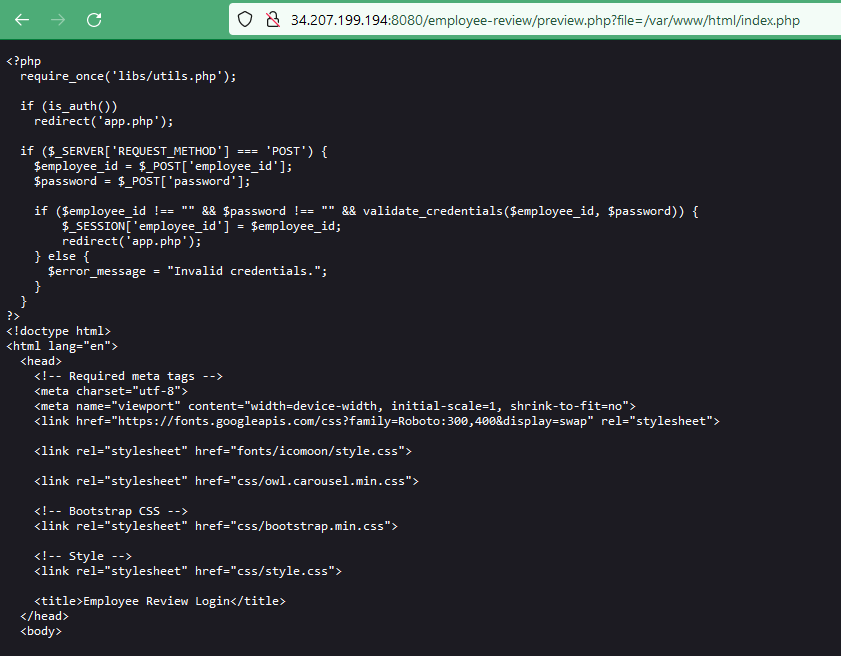 34.207.199.194:8080/employee-review/preview.php?file=/var/www/html/index.php
<?php
  require_once('libs/utils.php');

  if (is_auth())
    redirect('app.php');

  if ($_SERVER['REQUEST_METHOD'] === 'POST') {
    $employee_id = $_POST['employee_id'];
    $password = $_POST['password'];

    if ($employee_id !== "" && $password !== "" && validate_credentials($employee_id, $password)) {
        $_SESSION['employee_id'] = $employee_id;
        redirect('app.php');
    } else {
      $error_message = "Invalid credentials.";
    }
  }
?>
<!doctype html>
<html lang="en">
  <head>
    <!-- Required meta tags -->
    <meta charset="utf-8">
    <meta name="viewport" content="width=device-width, initial-scale=1, shrink-to-fit=no">
    <link href="https://fonts.googleapis.com/css?family=Roboto:300,400&display=swap" rel="stylesheet">

    <link rel="stylesheet" href="fonts/icomoon/style.css">

    <link rel="stylesheet" href="css/owl.carousel.min.css">

    <!-- Bootstrap CSS -->
    <link rel="stylesheet" href="css/bootstrap.min.css">

    <!-- Style -->
    <link rel="stylesheet" href="css/style.css">

    <title>Employee Review Login</title>
  </head>
  <body>